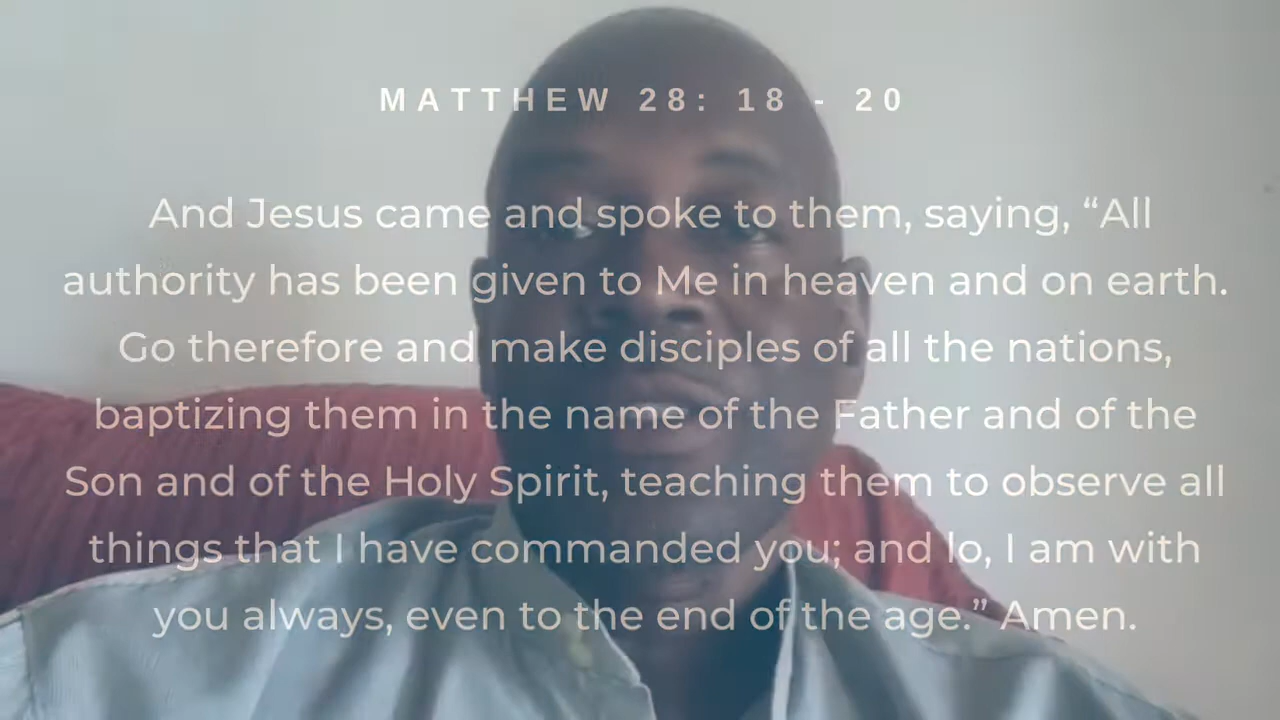 MATTHEW 28: 18 - 20
And Jesus came and spoke to them, saying, “All
authority has been given to Me in heaven and on earth.
Go therefore and make disciples of all the nations,
baptizing them in the name of the Father and of the
Son and of the Holy Spirit, teaching them to observe all
things that I have commanded you; and lo, I am with
you always, even to the end of the age.” Amen.